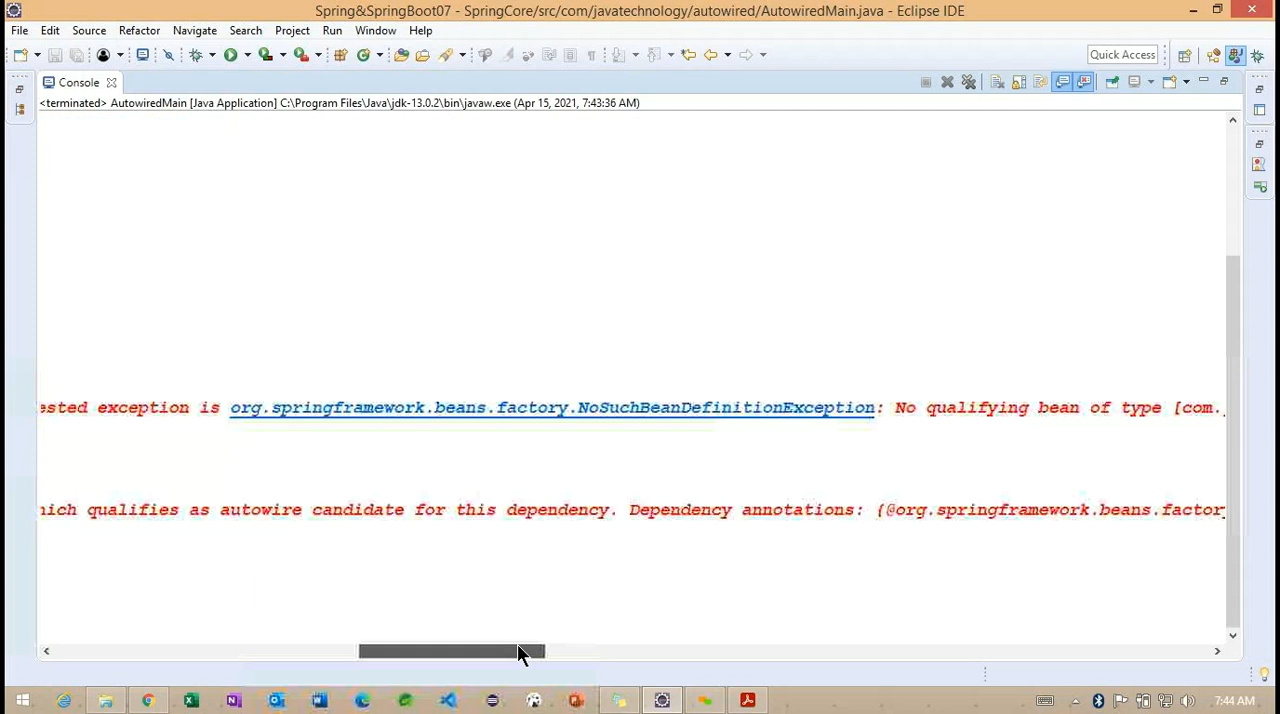 Spring&SpringBoot07 - SpringCore/src/com/javatechnology/autowired/AutowiredMain.java - Eclipse IDE
File Edit Source Refactor Navigate Search Project Run Window Help
Quick Access
Console
<terminated> AutowiredMain [Java Application] C:\Program Files\Java\jdk-13.0.2\bin\javaw.exe (Apr 15, 2021, 7:43:36 AM)
ested exception is org.springframework.beans.factory.NoSuchBeanDefinitionException: No qualifying bean of type [com.
hich qualifies as autowire candidate for this dependency. Dependency annotations: {@org.springframework.beans.factory
7:44 AM